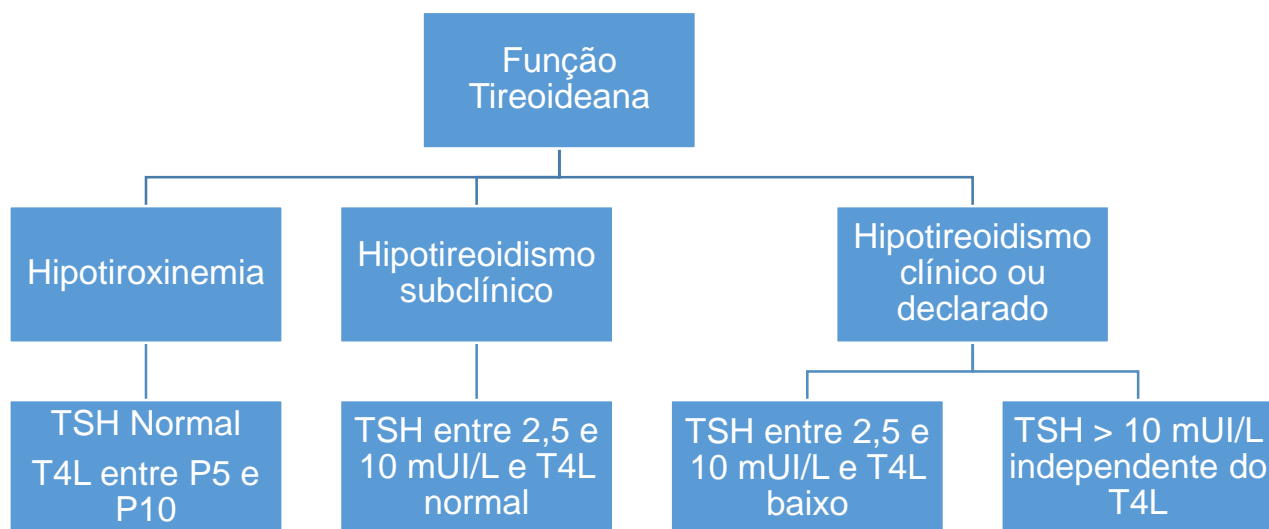 Função
Tireoideana
Hipotiroxinemia
Hipotireoidismo
subclínico
Hipotireoidismo
clínico ou
declarado
TSH Normal
T4L entre P5 e
P10
TSH entre 2,5 e
10 mUI/L e T4L
normal
TSH entre 2,5 e
10 mUI/L e T4L
baixo
TSH > 10 mUI/L
independente do
T4L